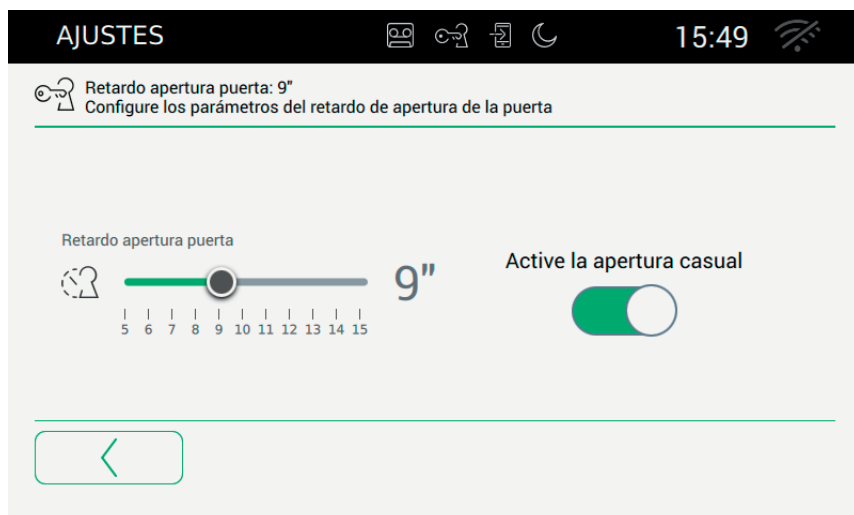 AJUSTES 15:49
Retardo apertura puerta: 9"
Configure los parámetros del retardo de apertura de la puerta
Retardo apertura puerta
9"
Active la apertura casual
5 6 7 8 9 10 11 12 13 14 15